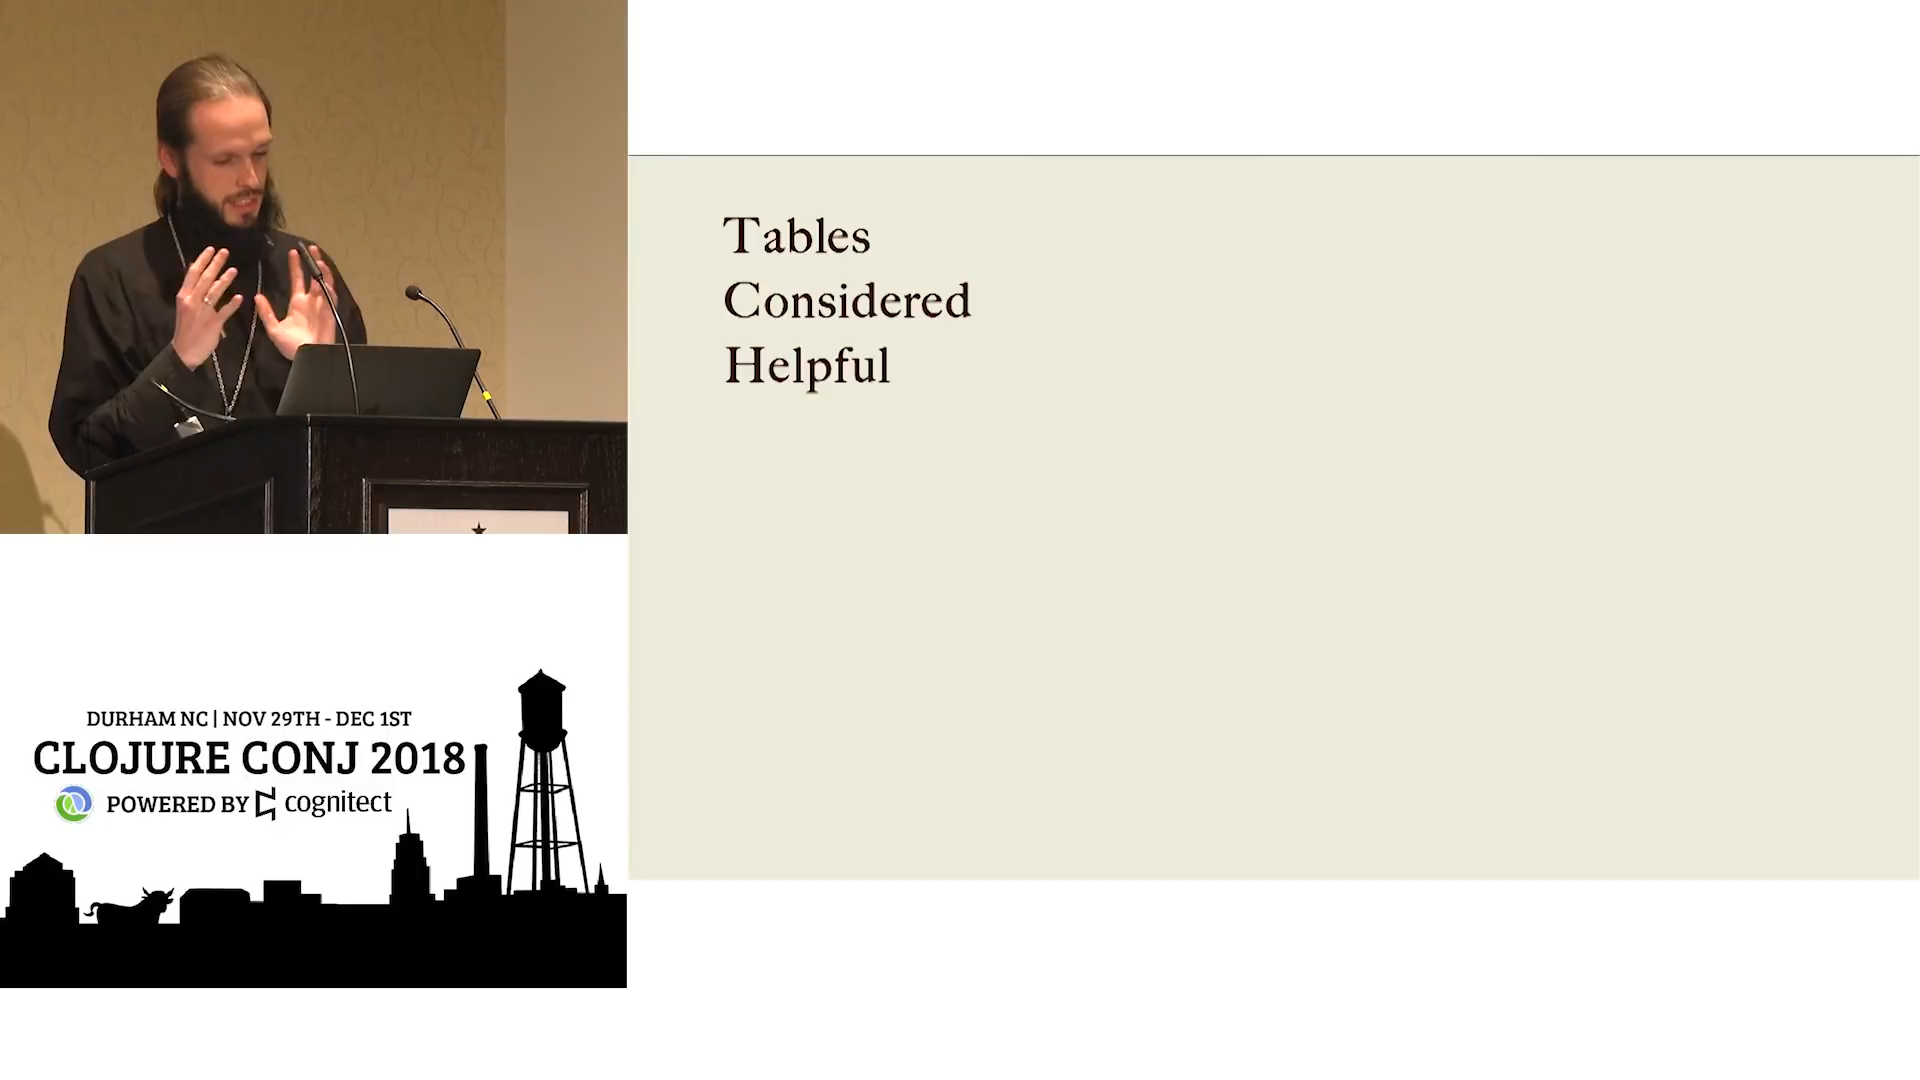 Tables
Considered
Helpful
DURHAM NC | NOV 29TH - DEC 1ST
CLOJURE CONJ 2018
POWERED BY cognitect